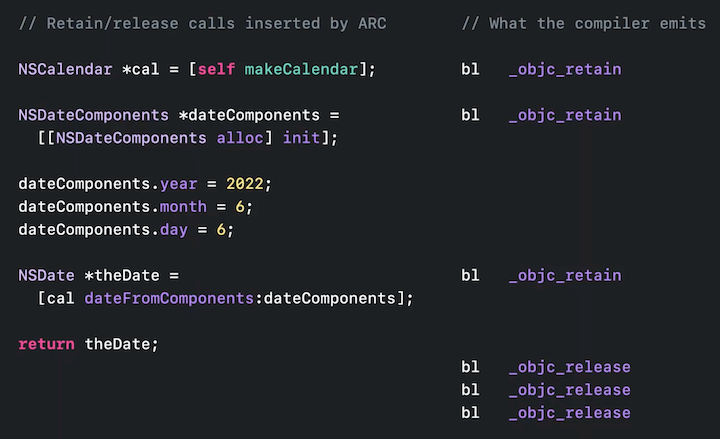 // Retain/release calls inserted by ARC // What the compiler emits
NSCalendar *cal = [self makeCalendar]; bl _objc_retain
NSDateComponents *dateComponents = bl _objc_retain
[[NSDateComponents alloc] init];
dateComponents.year = 2022;
dateComponents.month = 6;
dateComponents.day = 6;
NSDate *theDate = bl _objc_retain
[cal dateFromComponents:dateComponents];
return theDate;
bl _objc_release
bl _objc_release
bl _objc_release